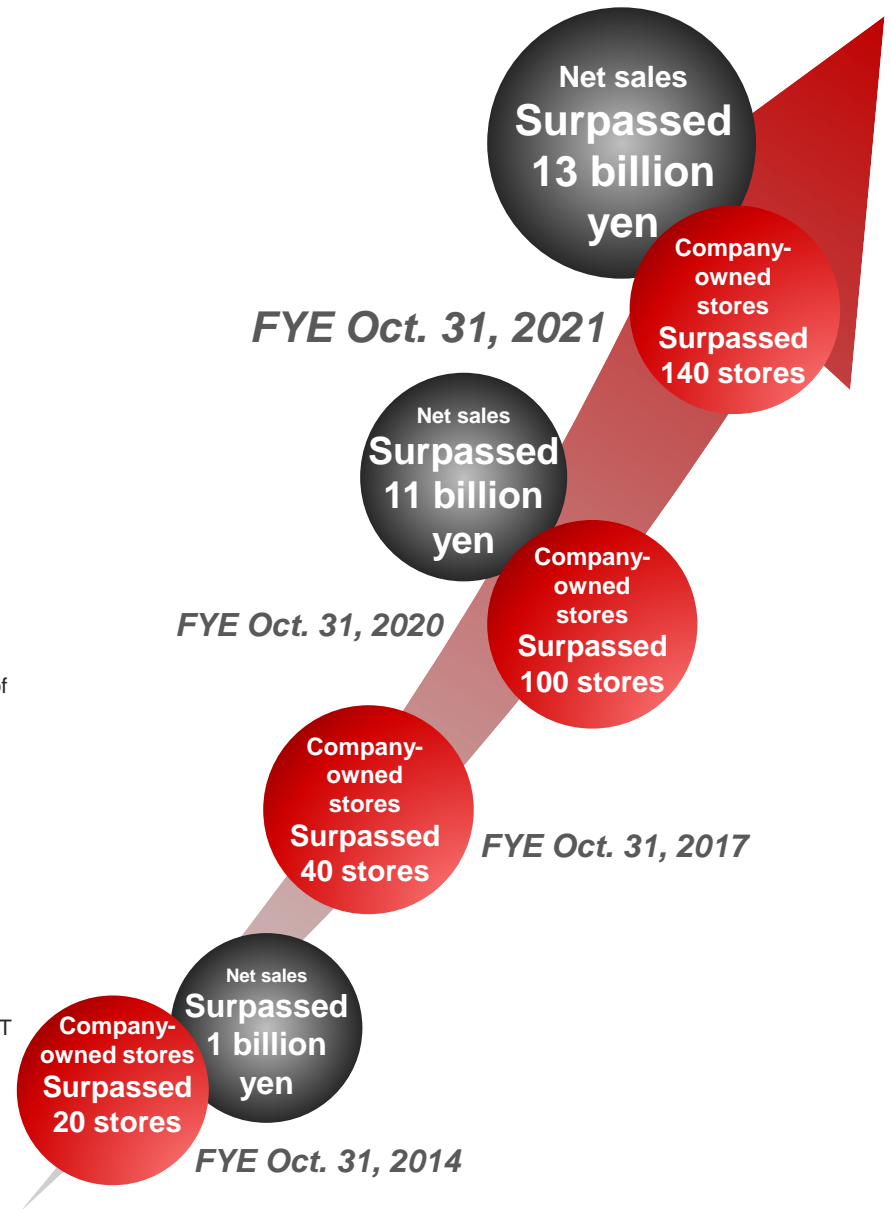 Net sales
Surpassed
13 billion
yen
Company-
owned
stores
Surpassed
140 stores
FYE Oct. 31, 2021
Net sales
Surpassed
11 billion
yen
Company-
owned
stores
Surpassed
100 stores
FYE Oct. 31, 2020
Company-
owned
stores
Surpassed
40 stores
FYE Oct. 31, 2017
Net sales
Surpassed
1 billion
yen
Company-
owned stores
Surpassed
20 stores
FYE Oct. 31, 2014